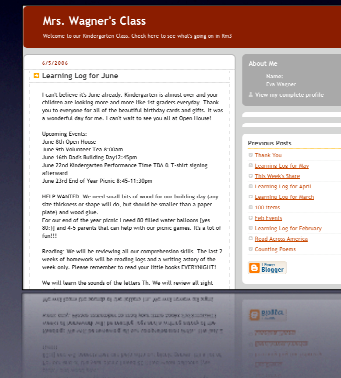 Mrs. Wagner's Class
Welcome to our Kindergarten Class. Check here to see what's going on in Rm3
6/5/2006
Learning Log for June
I can't believe it's June already. Kindergarten is almost over and your
children are looking more and more like 1st graders everyday. Thank
you to everyone for all of the beautiful birthday cards and gifts. It was
a wonderful day for me. I can't wait to see you all at Open House!
Upcoming Events:
June 8th Open House
June 9th Volunteer Tea 8:00am
June 16th Dads Building Day12:45pm
June 22nd Kindergarten Performance Time TBA & T-shirt signing
afterward
June 23rd End of Year Picnic 8:45-11:30pm
HELP WANTED: We need small bits of wood for our building day (any
size thickness or shape will do, but should be smaller than a paper
plate) and wood glue.
For our end of the year picnic I need 80 filled water balloons (yes
80!)) and 4-5 parents that can help with our picnic games. It's a lot of
fun!!!
Reading: We will be reviewing all our comprehension skills. The last 2
weeks of homework will be reading logs and a writing astory of the
week only. Please remember to read your little books EVERYNIGHT!
We will learn the sounds of the letters Th. We will review all sight
About Me
Name:
Eva Wagner
View my complete profile
Previous Posts
Thank You
Learning Log for May
This Week's Share
Learning Log for April
Learning Log for March
100 Items
Feb Events
Learning Log for February
Read Across America
Counting Poems
Blogger